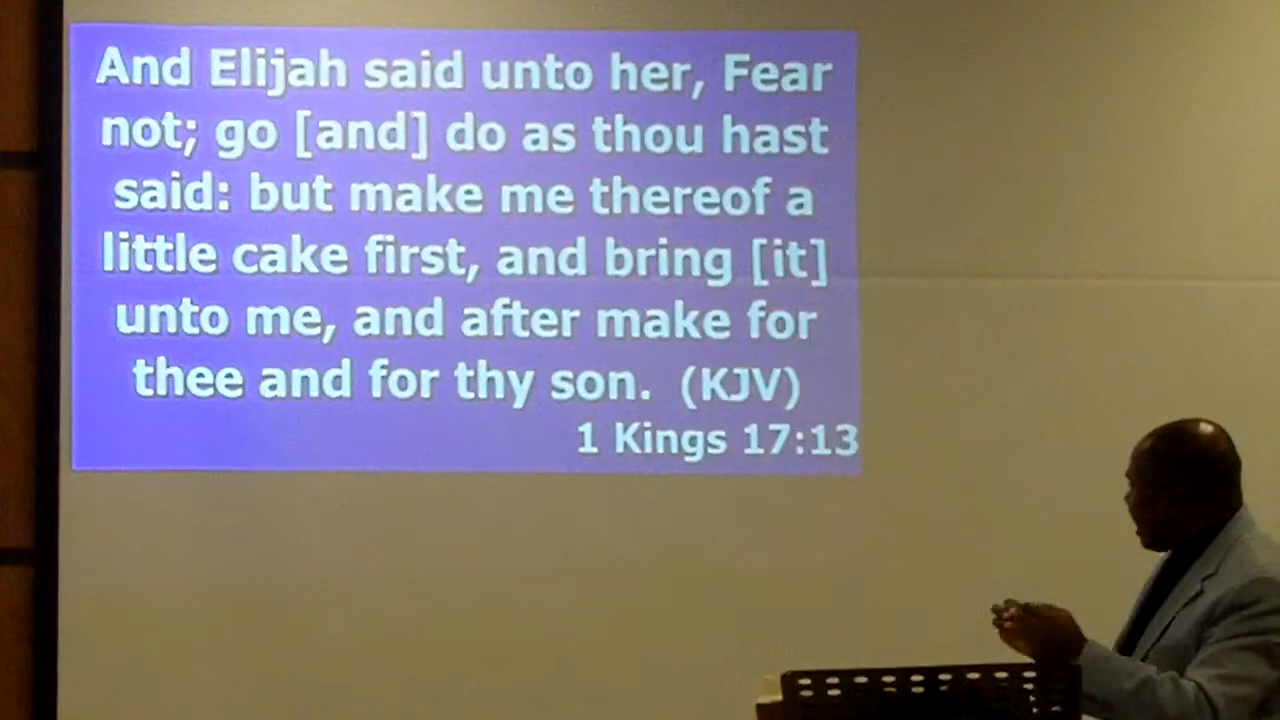 And Elijah said unto her, Fear
not; go [and] do as thou hast
said: but make me thereof a
little cake first, and bring [it]
unto me, and after make for
thee and for thy son. (KJV)
1 Kings 17:13